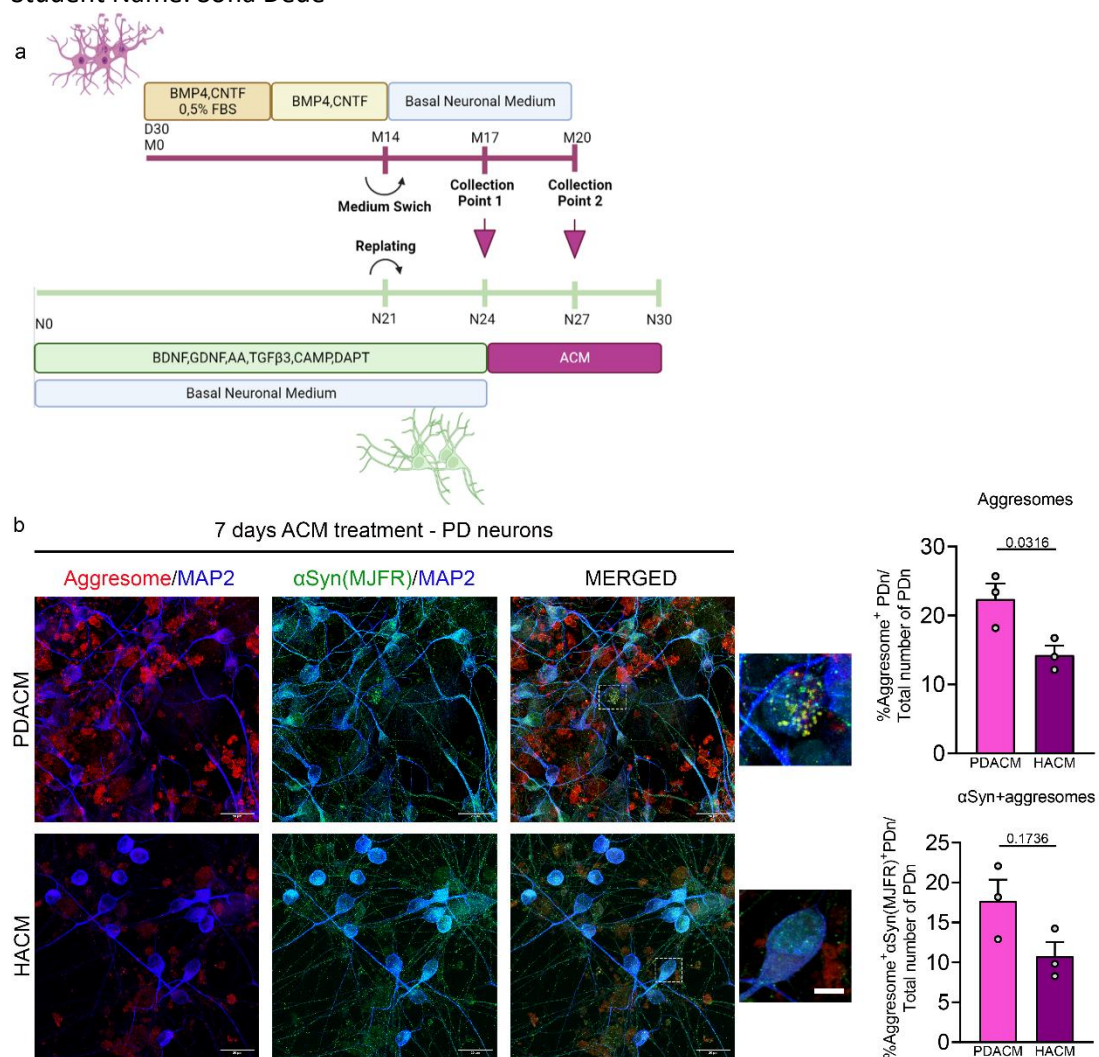 Student Name: Sofia Dede
a
BMP4,CNTF
0,5% FBS
BMP4,CNTF
Basal Neuronal Medium
D30
M0
M14
M17
M20
Medium Swich
Collection
Point 1
Collection
Point 2
Replating
N0
N21
N24
N27
N30
BDNF,GDNF,AA,TGFβ3,CAMP,DAPT
ACM
Basal Neuronal Medium
b
7 days ACM treatment - PD neurons
Aggresome/MAP2
αSyn(MJFR)/MAP2
MERGED
PDACM
HACM
Aggresomes
%Aggresome⁺ PDn/
Total number of PDn
30
20
10
0
0.0316
PDACM
HACM
αSyn+aggresomes
%Aggresome⁺αSyn(MJFR)⁺PDn/
Total number of PDn
25
20
15
10
5
0
0.1736
PDACM
HACM